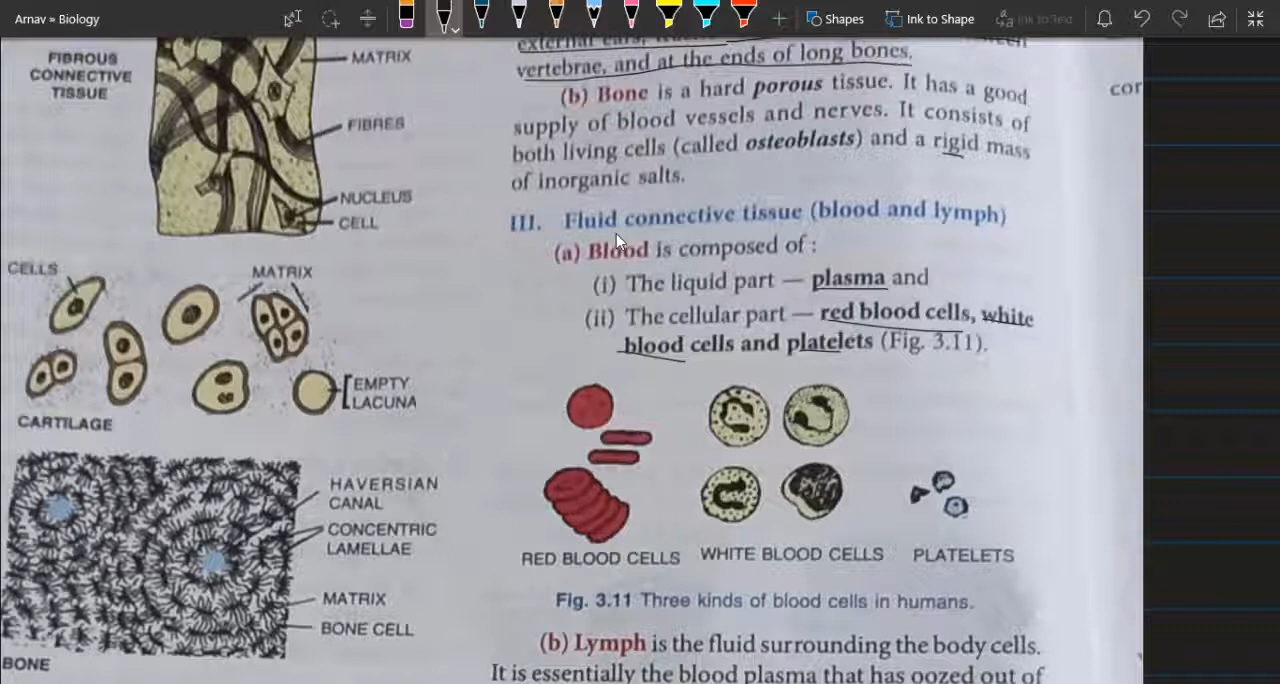 Arnav » Biology
Shapes
Ink to Shape
Ink to Text
FIBROUS
CONNECTIVE
TISSUE
MATRIX
FIBRES
NUCLEUS
CELL
CELLS
MATRIX
EMPTY
LACUNA
CARTILAGE
HAVERSIAN
CANAL
CONCENTRIC
LAMELLAE
MATRIX
BONE CELL
BONE
external ears,
vertebrae, and at the ends of long bones.
(b) Bone is a hard porous tissue. It has a good
supply of blood vessels and nerves. It consists of
both living cells (called osteoblasts) and a rigid mass
of inorganic salts.
III. Fluid connective tissue (blood and lymph)
(a) Blood is composed of :
(i) The liquid part — plasma and
(ii) The cellular part — red blood cells, white
blood cells and platelets (Fig. 3.11).
RED BLOOD CELLS WHITE BLOOD CELLS PLATELETS
Fig. 3.11 Three kinds of blood cells in humans.
(b) Lymph is the fluid surrounding the body cells.
It is essentially the blood plasma that has oozed out of
cor